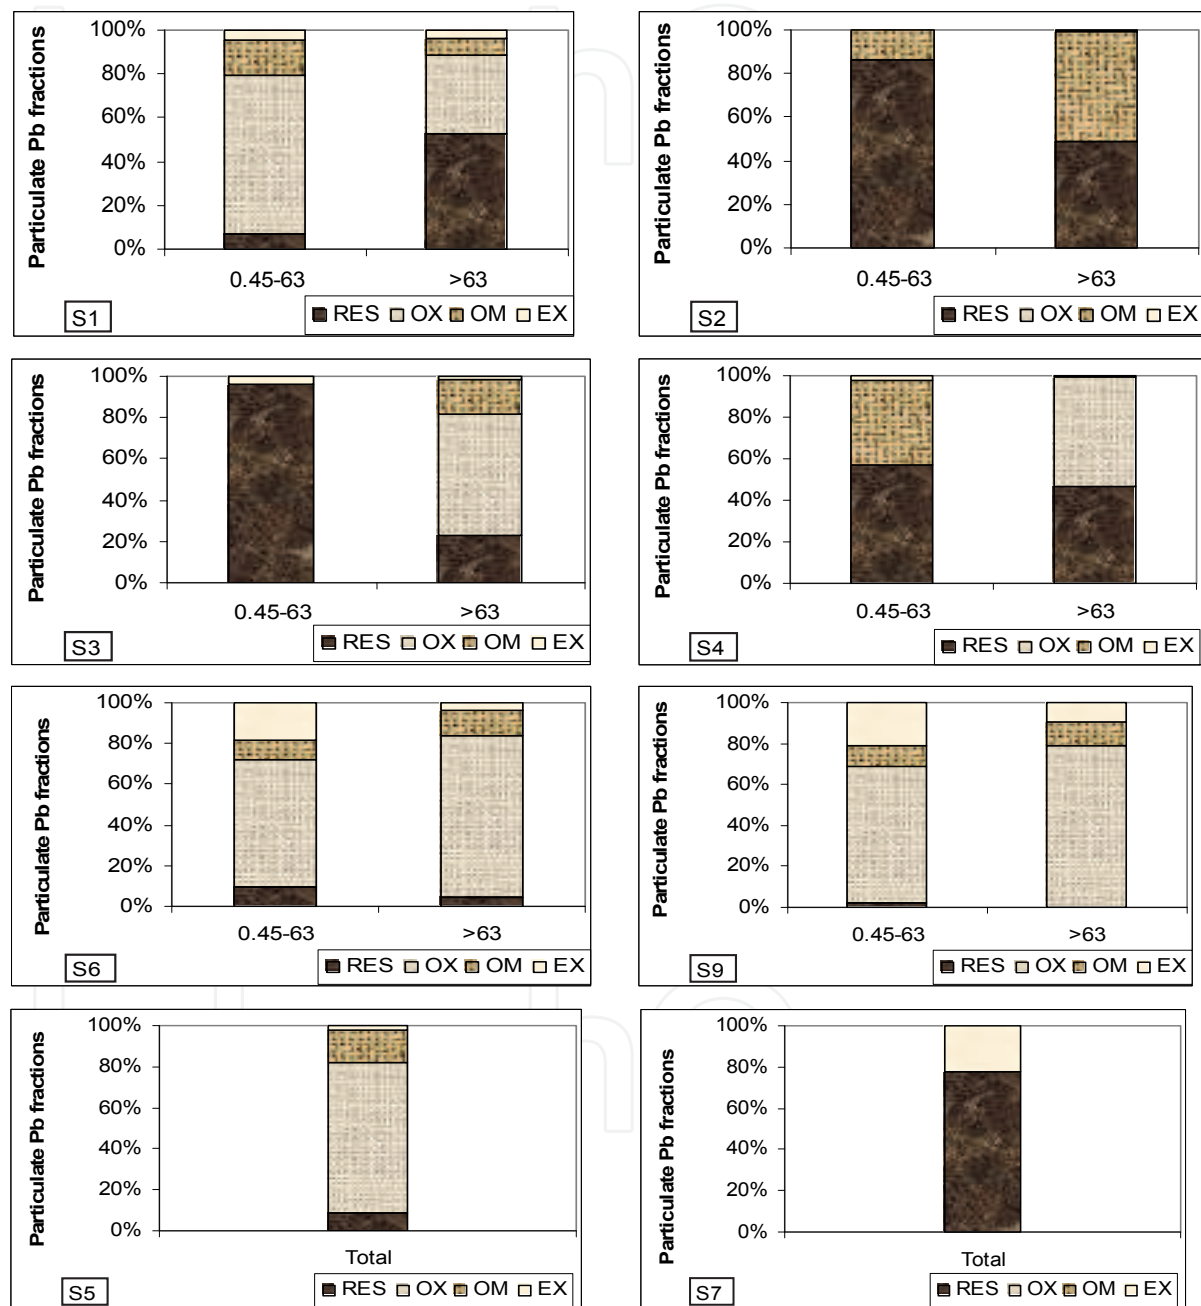 Particulate Pb fractions
100%
80%
60%
40%
20%
0%
0.45-63 >63
S1
RES OX OM EX
Particulate Pb fractions
100%
80%
60%
40%
20%
0%
0.45-63 >63
S2
RES OX OM EX
Particulate Pb fractions
100%
80%
60%
40%
20%
0%
0.45-63 >63
S3
RES OX OM EX
Particulate Pb fractions
100%
80%
60%
40%
20%
0%
0.45-63 >63
S4
RES OX OM EX
Particulate Pb fractions
100%
80%
60%
40%
20%
0%
0.45-63 >63
S6
RES OX OM EX
Particulate Pb fractions
100%
80%
60%
40%
20%
0%
0.45-63 >63
S9
RES OX OM EX
Particulate Pb fractions
100%
80%
60%
40%
20%
0%
Total
S5
RES OX OM EX
Particulate Pb fractions
100%
80%
60%
40%
20%
0%
Total
S7
RES OX OM EX